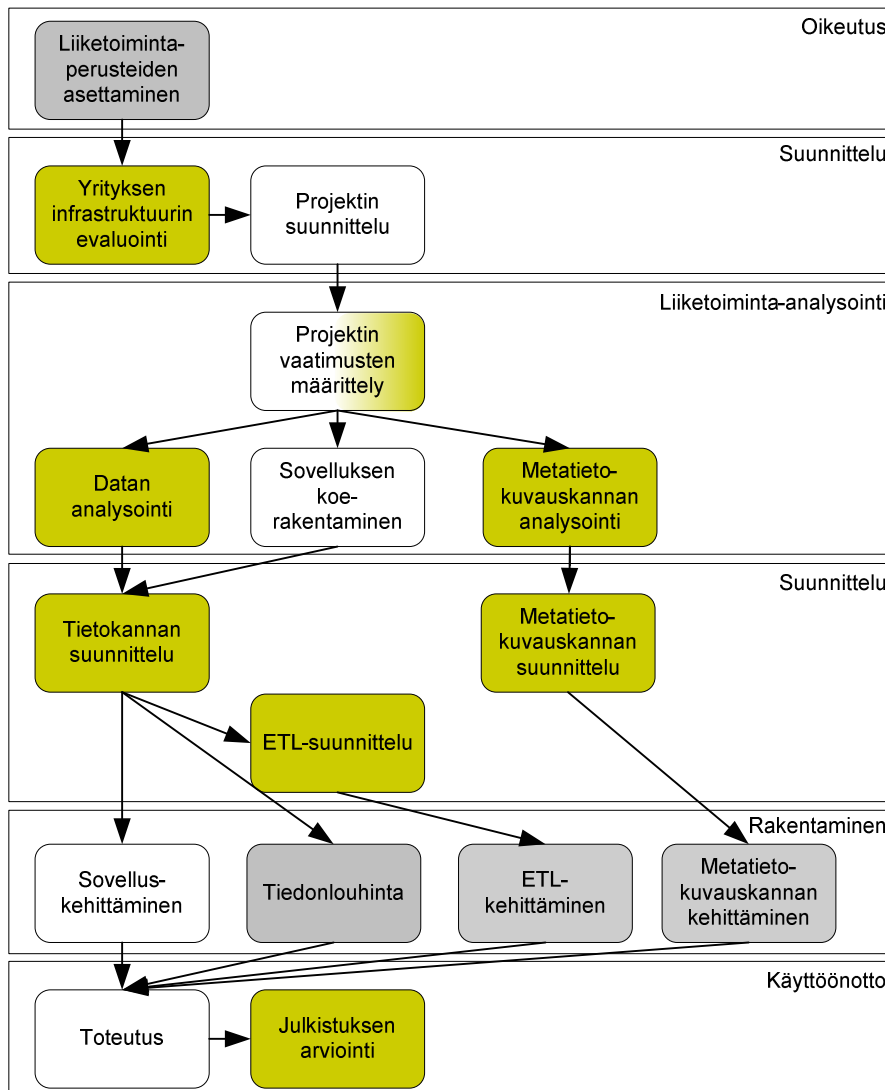 Oikeutus
Liiketoiminta-
perusteiden
asettaminen
Suunnittelu
Yrityksen
infrastruktuurin
evaluointi
Projektin
suunnittelu
Liiketoiminta-analysointi
Projektin
vaatimusten
määrittely
Datan
analysointi
Sovelluksen
koe-
rakentaminen
Metatieto-
kuvauskannan
analysointi
Suunnittelu
Tietokannan
suunnittelu
Metatieto-
kuvauskannan
suunnittelu
ETL-suunnittelu
Rakentaminen
Sovellus-
kehittäminen
Tiedonlouhinta
ETL-
kehittäminen
Metatieto-
kuvauskannan
kehittäminen
Käyttöönotto
Toteutus
Julkistuksen
arviointi